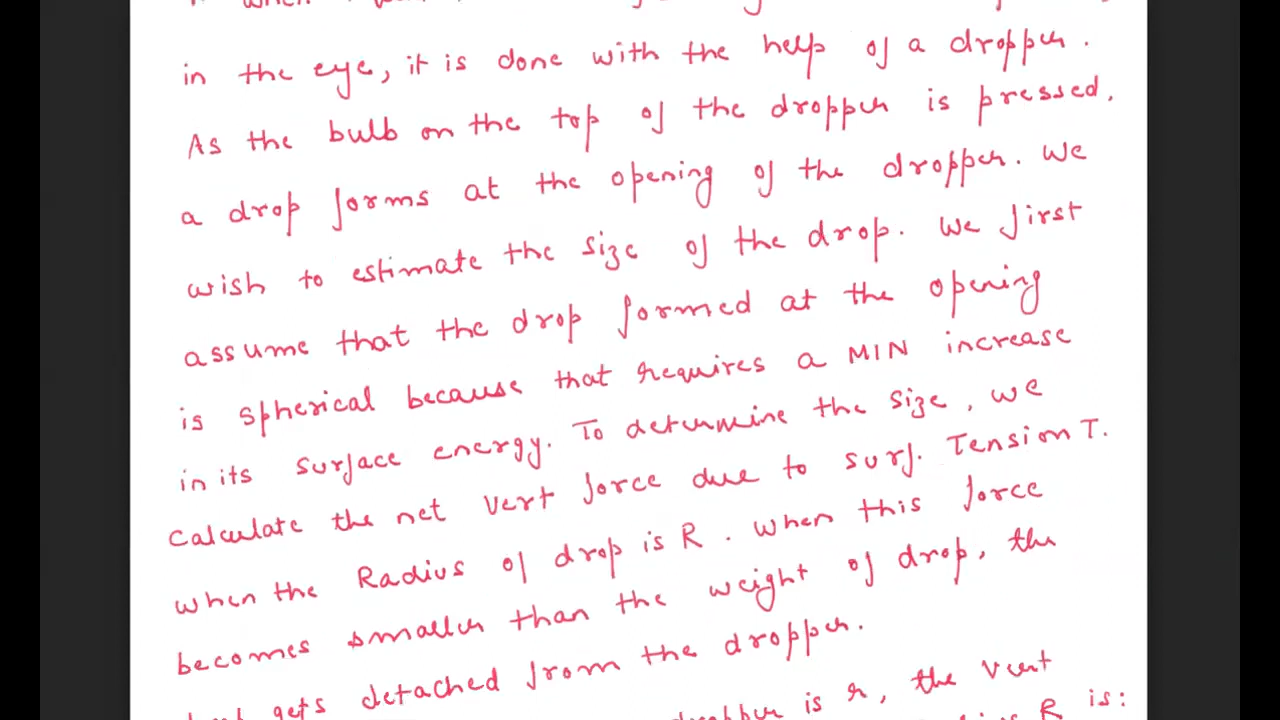 in the eye, it is done with the help of a dropper.
As the bulb on the top of the dropper is pressed,
a drop forms at the opening of the dropper. We
wish to estimate the size of the drop. We first
assume that the drop formed at the opening
is spherical because that requires a MIN increase
in its surface energy. To determine the size, we
calculate the net vert force due to surf. Tension T.
when the Radius of drop is R. when this force
becomes smaller than the weight of drop, the
gets detached from the dropper.
dropper is r, the vert
R is: